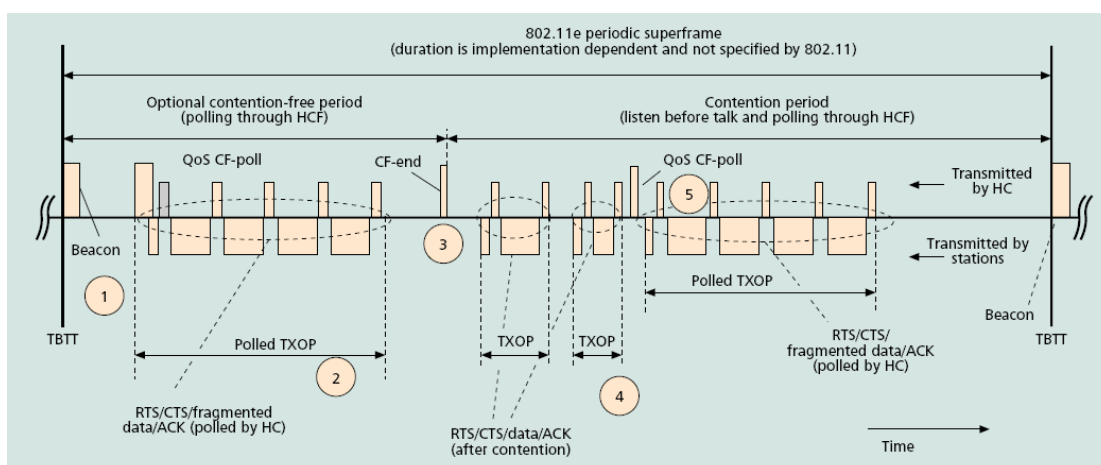 802.11e periodic superframe
(duration is implementation dependent and not specified by 802.11)
Optional contention-free period
(polling through HCF)
Contention period
(listen before talk and polling through HCF)
QoS CF-poll
CF-end
QoS CF-poll
5
Transmitted
by HC
Beacon
3
Transmitted by
stations
1
Polled TXOP
Beacon
TBTT
Polled TXOP
TXOP
TXOP
RTS/CTS/
fragmented data/ACK
(polled by HC)
TBTT
2
4
RTS/CTS/fragmented
data/ACK (polled by HC)
RTS/CTS/data/ACK
(after contention)
Time